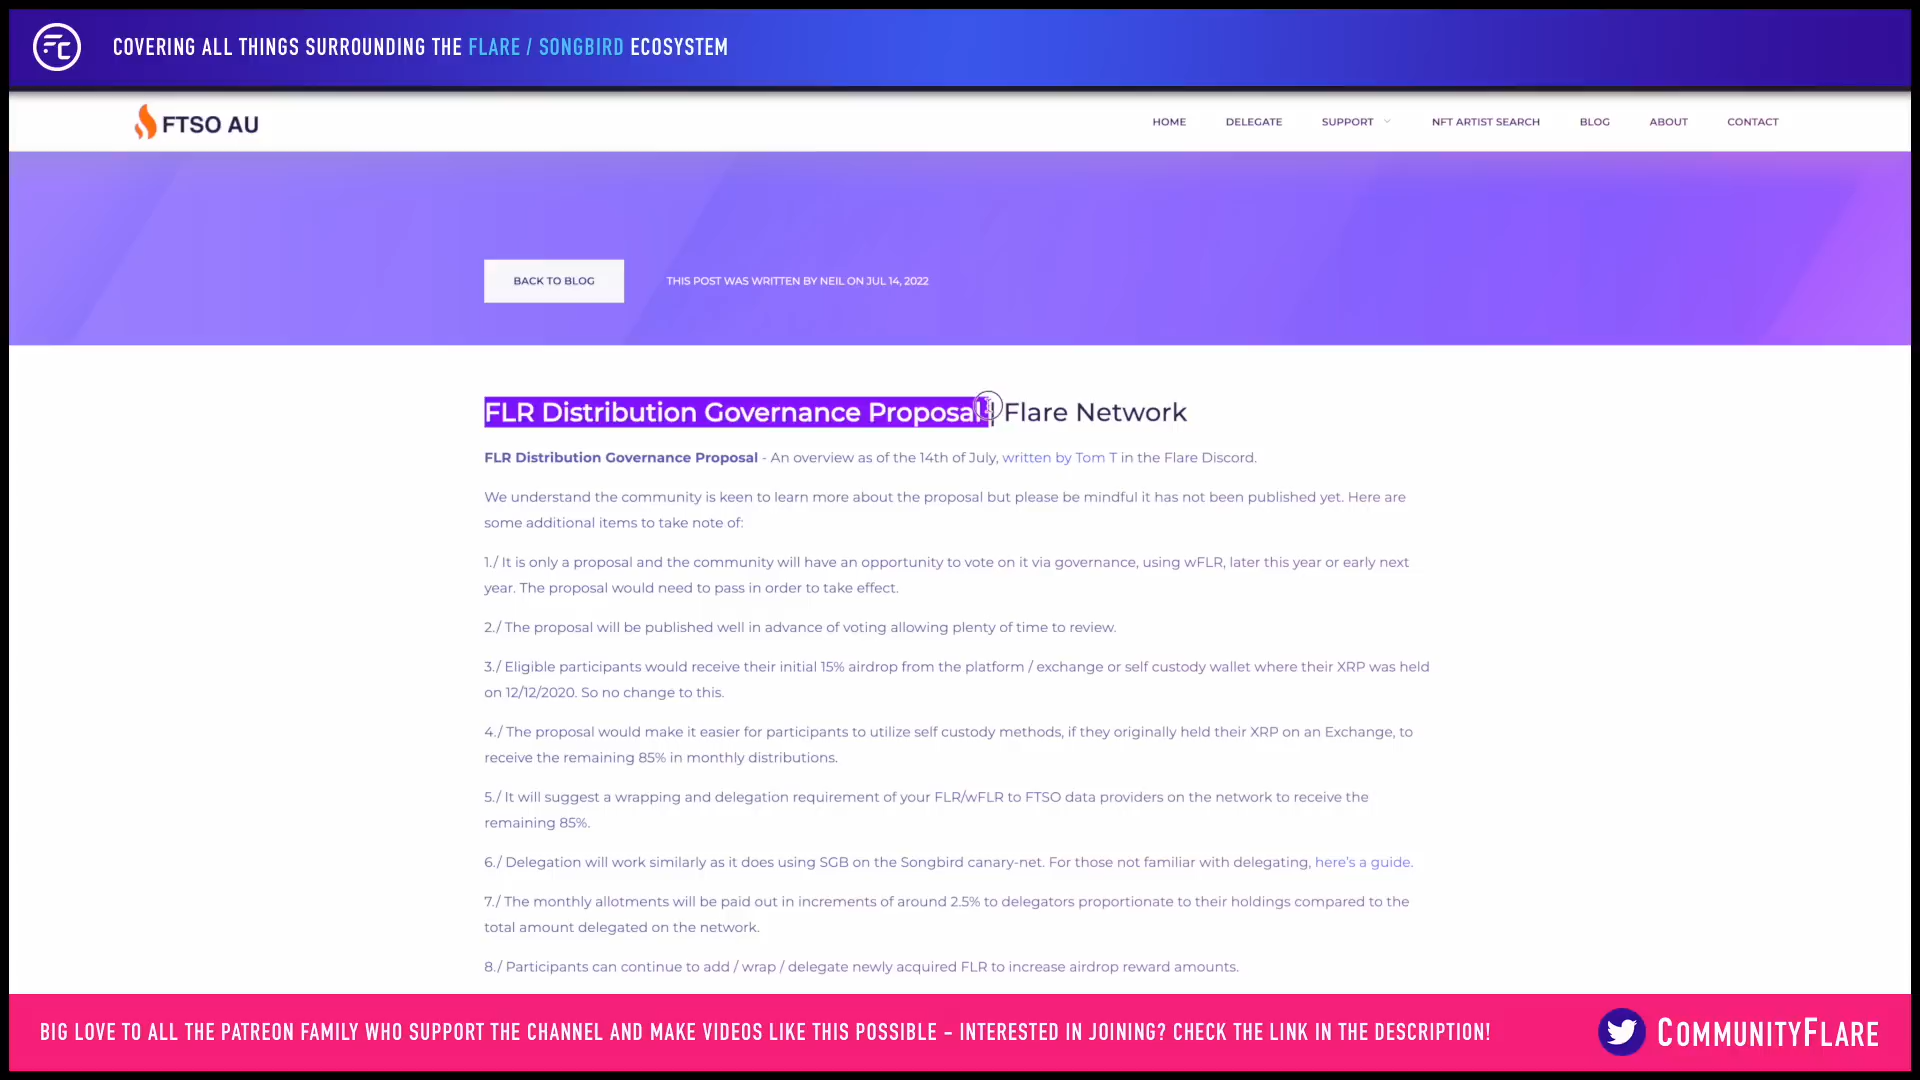 FC COVERING ALL THINGS SURROUNDING THE FLARE / SONGBIRD ECOSYSTEM
FTSO AU
HOME DELEGATE SUPPORT NFT ARTIST SEARCH BLOG ABOUT CONTACT
BACK TO BLOG THIS POST WAS WRITTEN BY NEIL ON JUL 14, 2022
FLR Distribution Governance Proposal | Flare Network
FLR Distribution Governance Proposal - An overview as of the 14th of July, written by Tom T in the Flare Discord.
We understand the community is keen to learn more about the proposal but please be mindful it has not been published yet. Here are
some additional items to take note of:
1./ It is only a proposal and the community will have an opportunity to vote on it via governance, using wFLR, later this year or early next
year. The proposal would need to pass in order to take effect.
2./ The proposal will be published well in advance of voting allowing plenty of time to review.
3./ Eligible participants would receive their initial 15% airdrop from the platform / exchange or self custody wallet where their XRP was held
on 12/12/2020. So no change to this.
4./ The proposal would make it easier for participants to utilize self custody methods, if they originally held their XRP on an Exchange, to
receive the remaining 85% in monthly distributions.
5./ It will suggest a wrapping and delegation requirement of your FLR/wFLR to FTSO data providers on the network to receive the
remaining 85%.
6./ Delegation will work similarly as it does using SGB on the Songbird canary-net. For those not familiar with delegating, here's a guide.
7./ The monthly allotments will be paid out in increments of around 2.5% to delegators proportionate to their holdings compared to the
total amount delegated on the network.
8./ Participants can continue to add / wrap / delegate newly acquired FLR to increase airdrop reward amounts.
BIG LOVE TO ALL THE PATREON FAMILY WHO SUPPORT THE CHANNEL AND MAKE VIDEOS LIKE THIS POSSIBLE - INTERESTED IN JOINING? CHECK THE LINK IN THE DESCRIPTION! COMMUNITYFLARE